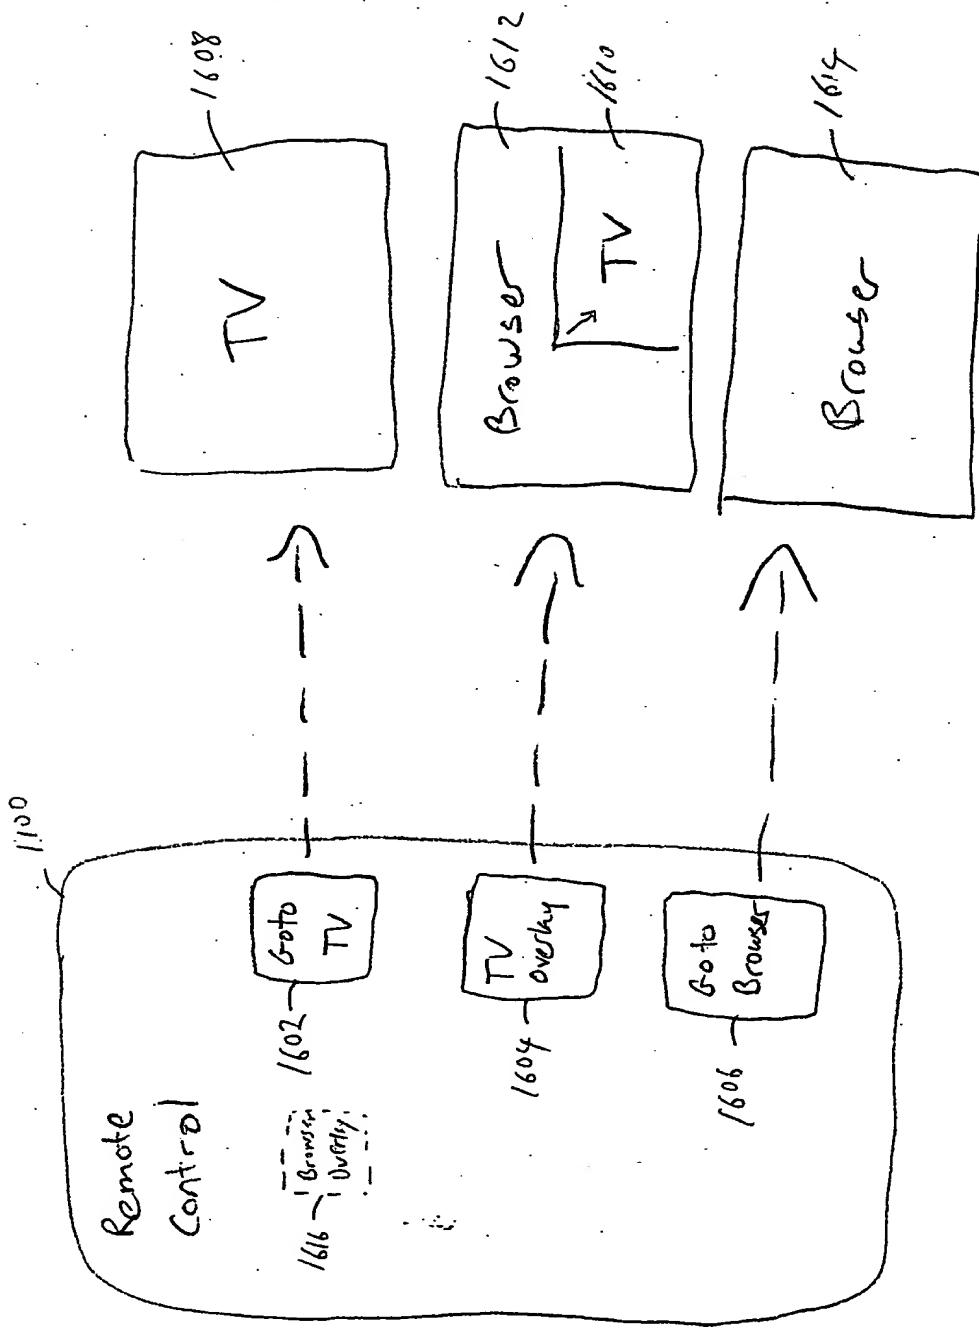 1100
Remote
Control
1616
Browser
Overlay
1602
Goto
TV
1604
TV
Overlay
1606
Goto
Browser
TV
1608
Browser
1612
TV
1610
Browser
1614